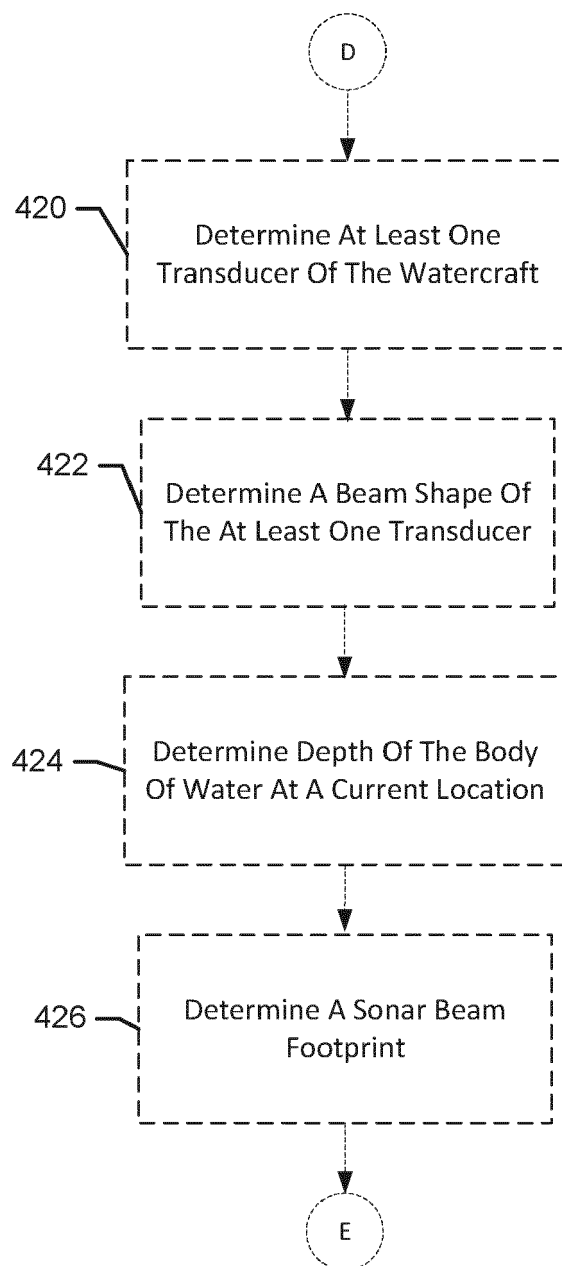 D
420
Determine At Least One
Transducer Of The Watercraft
422
Determine A Beam Shape Of
The At Least One Transducer
424
Determine Depth Of The Body
Of Water At A Current Location
426
Determine A Sonar Beam
Footprint
E